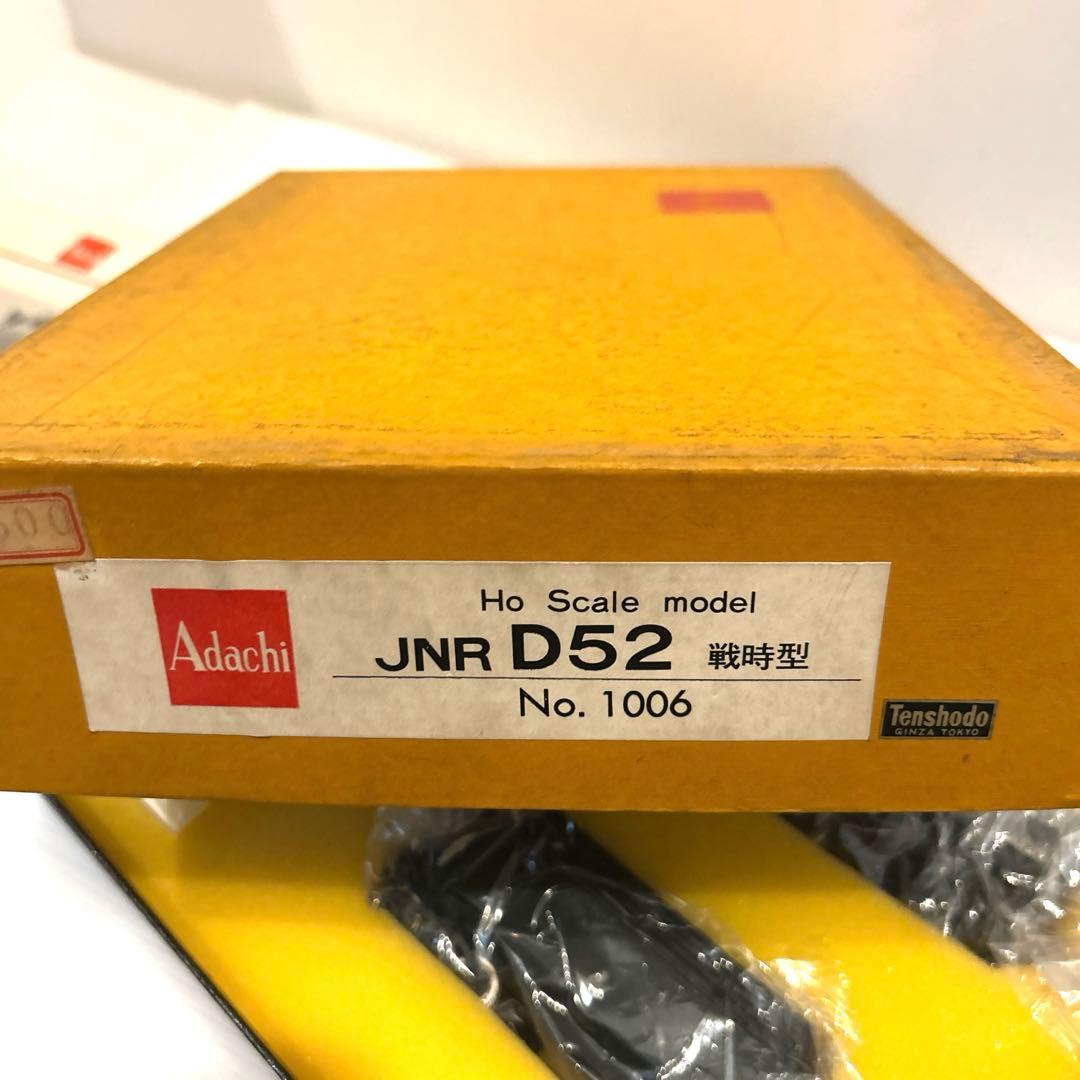 Adachi
Ho Scale model
JNR D52 戦時型
No. 1006
Tenshodo
GINZA TOKYO